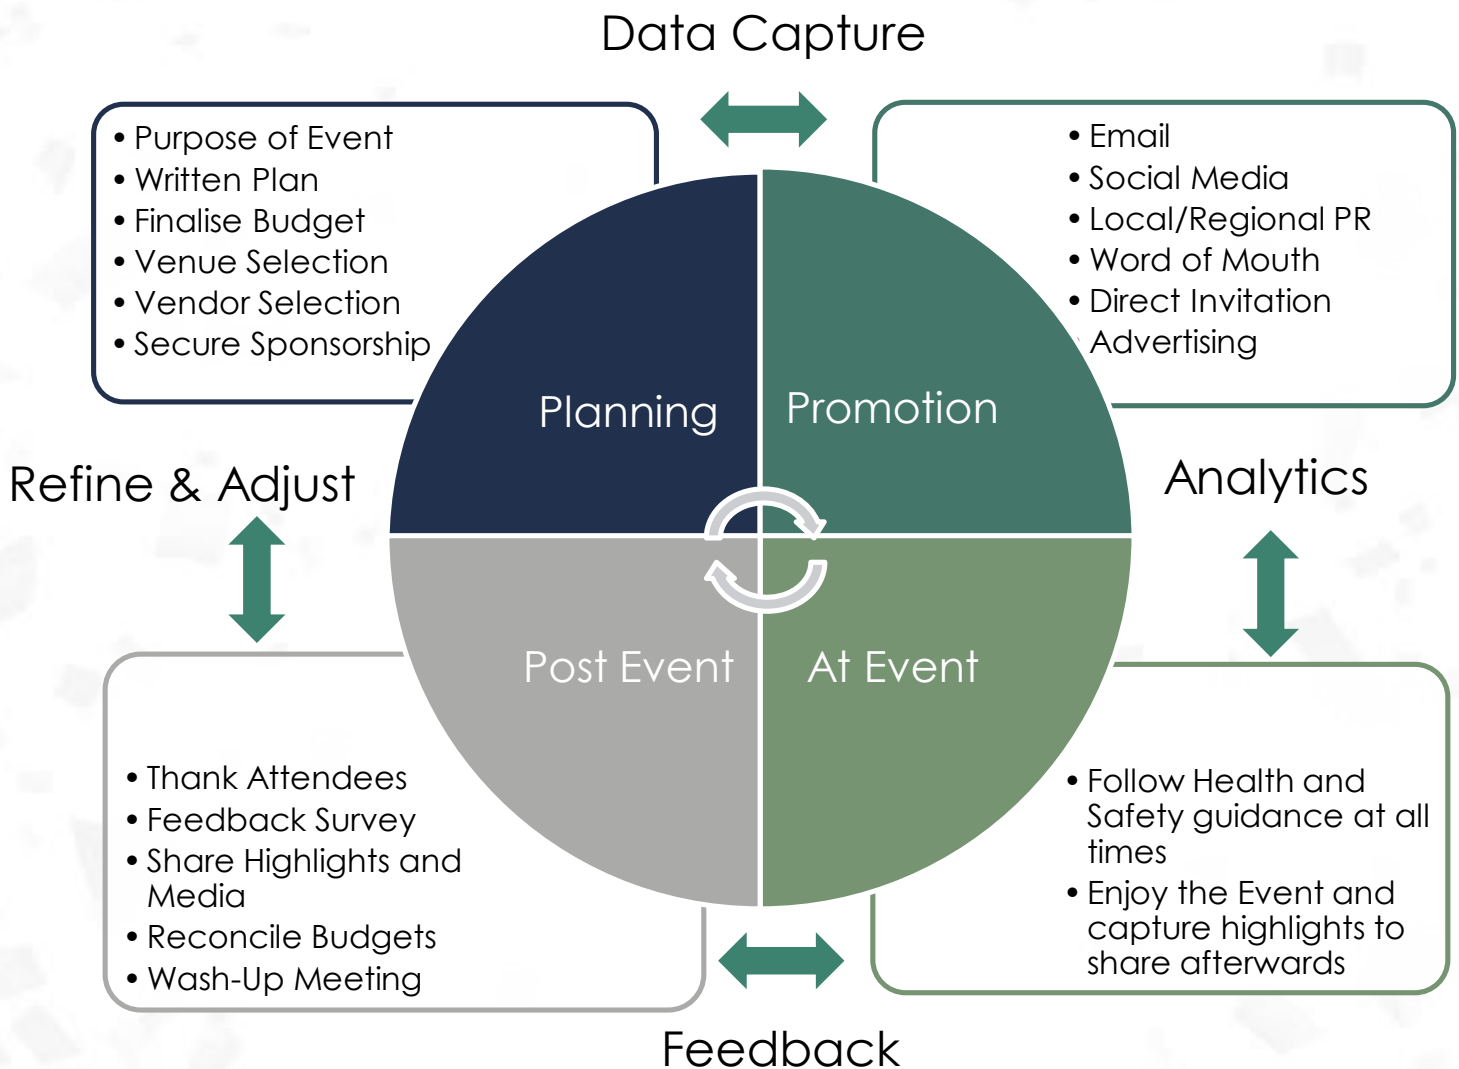 Data Capture
• Purpose of Event
• Written Plan
• Finalise Budget
• Venue Selection
• Vendor Selection
• Secure Sponsorship
• Email
• Social Media
• Local/Regional PR
• Word of Mouth
• Direct Invitation
Advertising
Planning
Promotion
Refine & Adjust
Analytics
Post Event
At Event
• Thank Attendees
• Feedback Survey
• Share Highlights and
Media
• Reconcile Budgets
• Wash-Up Meeting
• Follow Health and
Safety guidance at all
times
• Enjoy the Event and
capture highlights to
share afterwards
Feedback